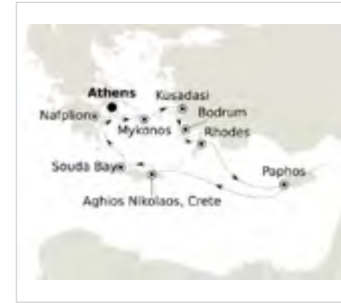 Athens
Kusadasi
Nafplion
Bodrum
Mykonos
Rhodes
Souda Bay
Paphos
Aghios Nikolaos, Crete